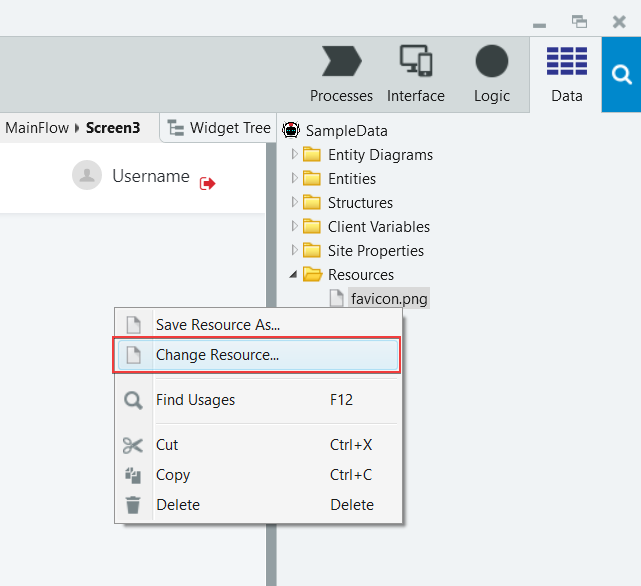 Processes Interface Logic Data
MainFlow Screen3 Widget Tree
SampleData
Entity Diagrams
Username
Entities
Structures
Client Variables
Site Properties
Resources
favicon.png
Save Resource As...
Change Resource...
Find Usages F12
Cut Ctrl+X
Copy Ctrl+C
Delete Delete